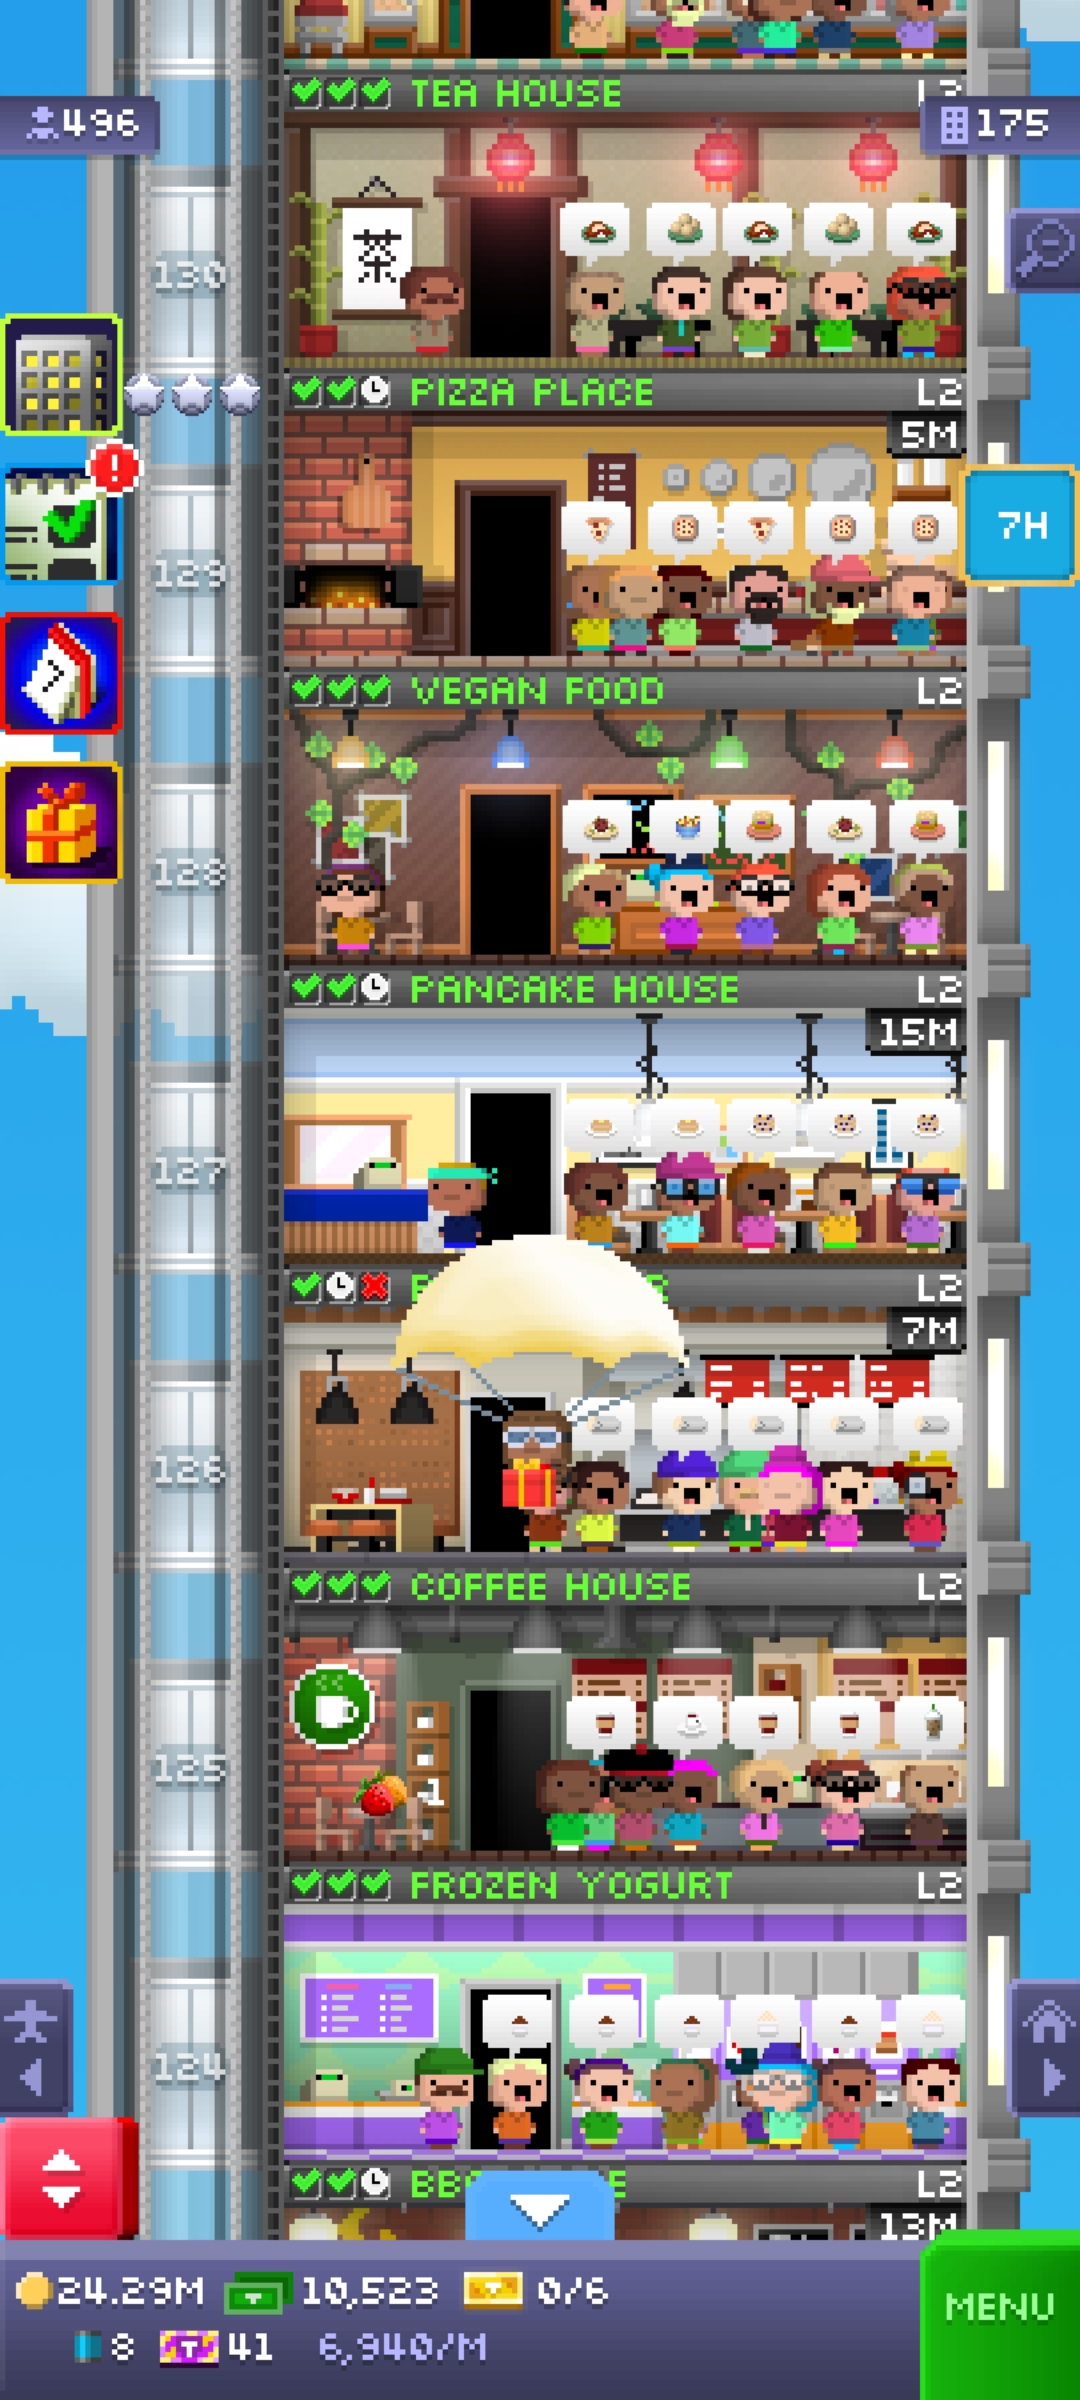 TEA HOUSE
496
175
茶
130
PIZZA PLACE L2
5M
7H
129
VEGAN FOOD L2
128
PANCAKE HOUSE L2
15M
127
L2
7M
126
COFFEE HOUSE L2
125
-1
FROZEN YOGURT L2
124
L2
13M
24.29M 10,523 0/6
MENU
8 41 6,940/M